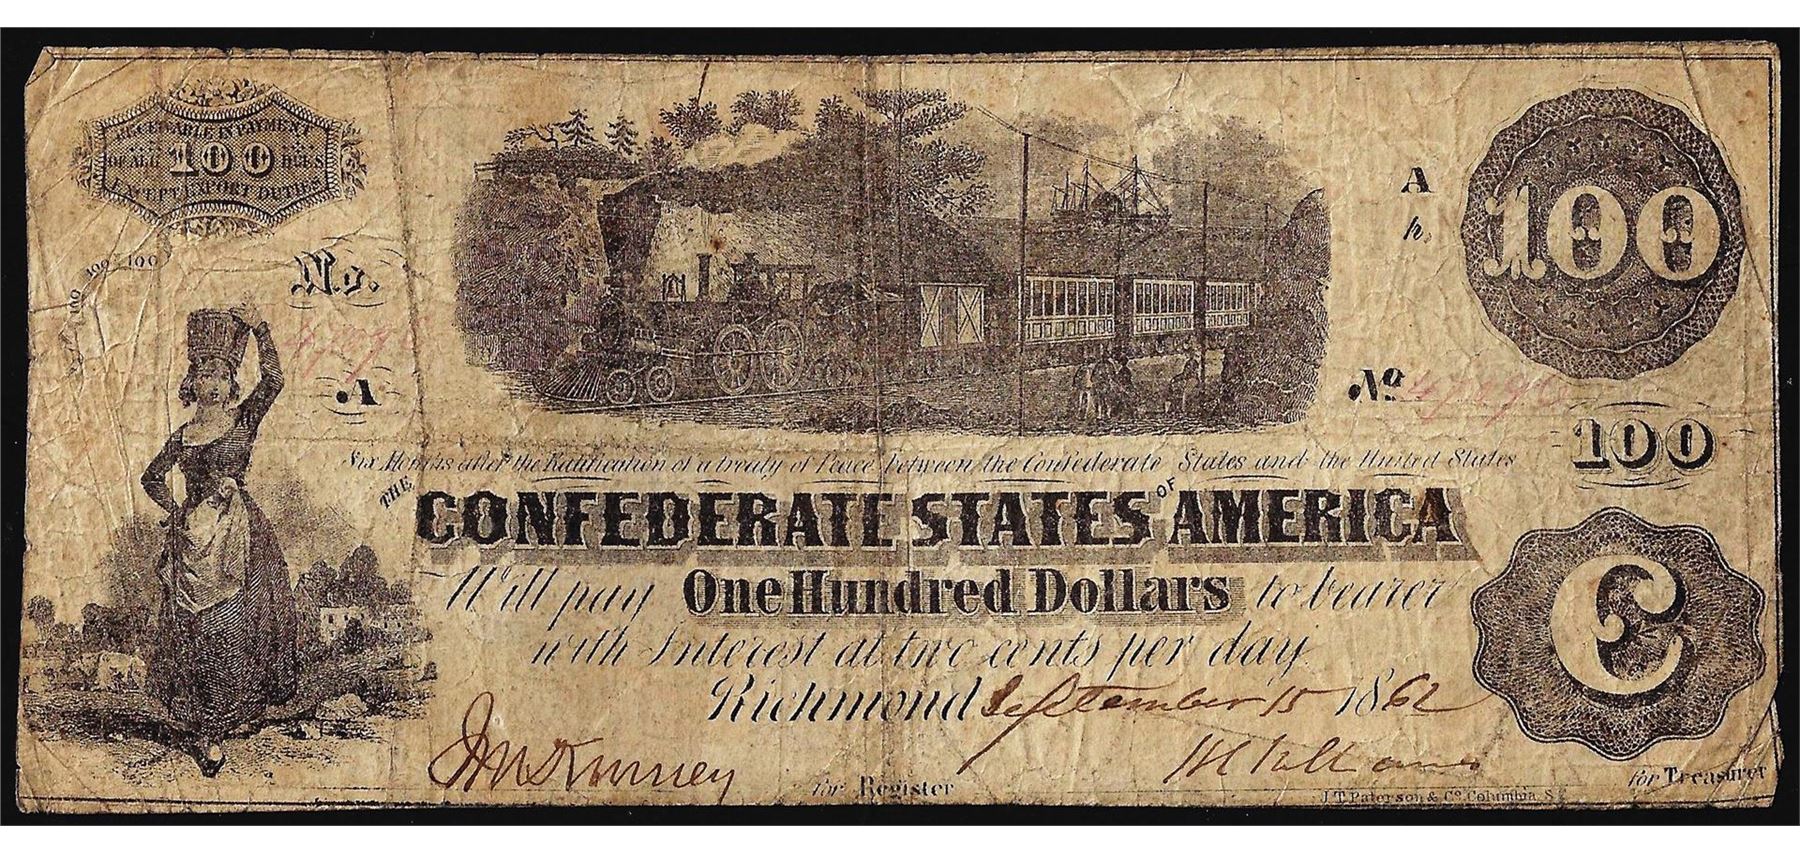 RECEIVABLE IN PAYMENT
OF ALL 100 DUES
EXCEPT EXPORT DUTIES
100 100 100
No.
A
A
h.
100
No.
100
Six Months after the Ratification of a treaty of Peace between the Confederate States and the United States
THE CONFEDERATE STATES OF AMERICA
Will pay One Hundred Dollars to bearer
with Interest at two cents per day.
Richmond September 15 1862
C
for Register
for Treasurer
J T Paterson & Co. Columbia. S.C